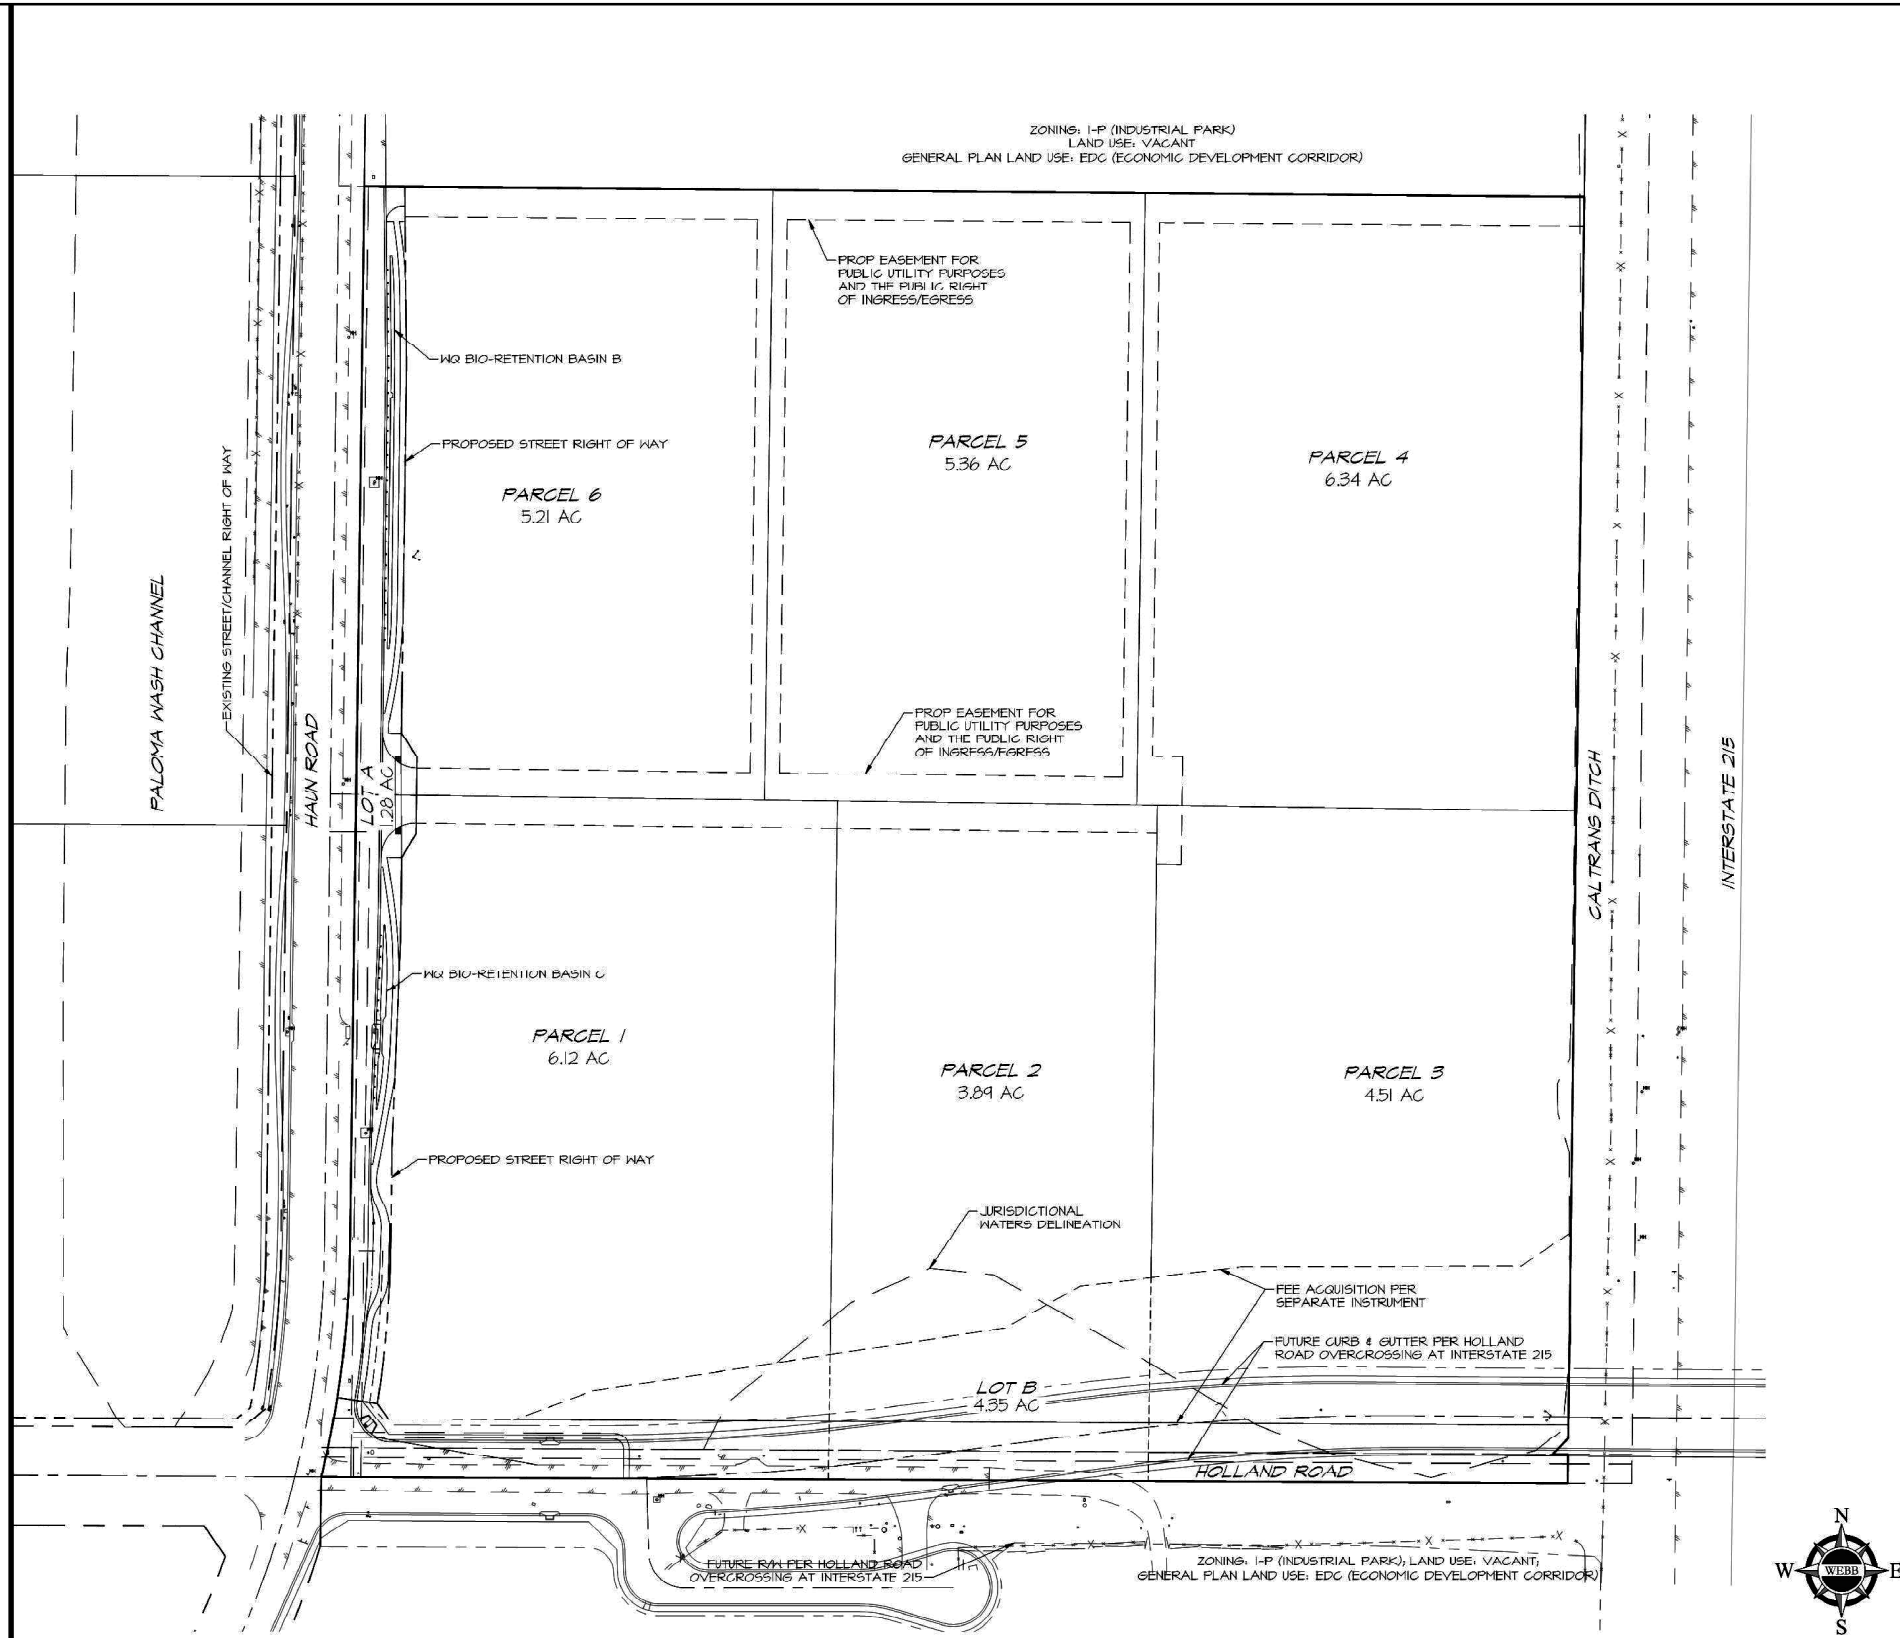 ZONING: I-P (INDUSTRIAL PARK)
LAND USE: VACANT
GENERAL PLAN LAND USE: EDC (ECONOMIC DEVELOPMENT CORRIDOR)
PROP EASEMENT FOR
PUBLIC UTILITY PURPOSES
AND THE PUBLIC RIGHT
OF INGRESS/EGRESS
WQ BIO-RETENTION BASIN B
PROPOSED STREET RIGHT OF WAY
PARCEL 6
5.21 AC
PARCEL 5
5.36 AC
PARCEL 4
6.34 AC
EXISTING STREET/CHANNEL RIGHT OF WAY
PALOMA WASH CHANNEL
HAUN ROAD
LOT A
1.28 AC
PROP EASEMENT FOR
PUBLIC UTILITY PURPOSES
AND THE PUBLIC RIGHT
OF INGRESS/EGRESS
CALTRANS DITCH
INTERSTATE 215
WQ BIO-RETENTION BASIN C
PARCEL 1
6.12 AC
PARCEL 2
3.89 AC
PARCEL 3
4.51 AC
PROPOSED STREET RIGHT OF WAY
JURISDICTIONAL
WATERS DELINEATION
FEE ACQUISITION PER
SEPARATE INSTRUMENT
FUTURE CURB & GUTTER PER HOLLAND
ROAD OVERCROSSING AT INTERSTATE 215
LOT B
4.35 AC
HOLLAND ROAD
FUTURE R/W PER HOLLAND ROAD
OVERCROSSING AT INTERSTATE 215
ZONING: I-P (INDUSTRIAL PARK); LAND USE: VACANT;
GENERAL PLAN LAND USE: EDC (ECONOMIC DEVELOPMENT CORRIDOR)
N
W WEBB E
S